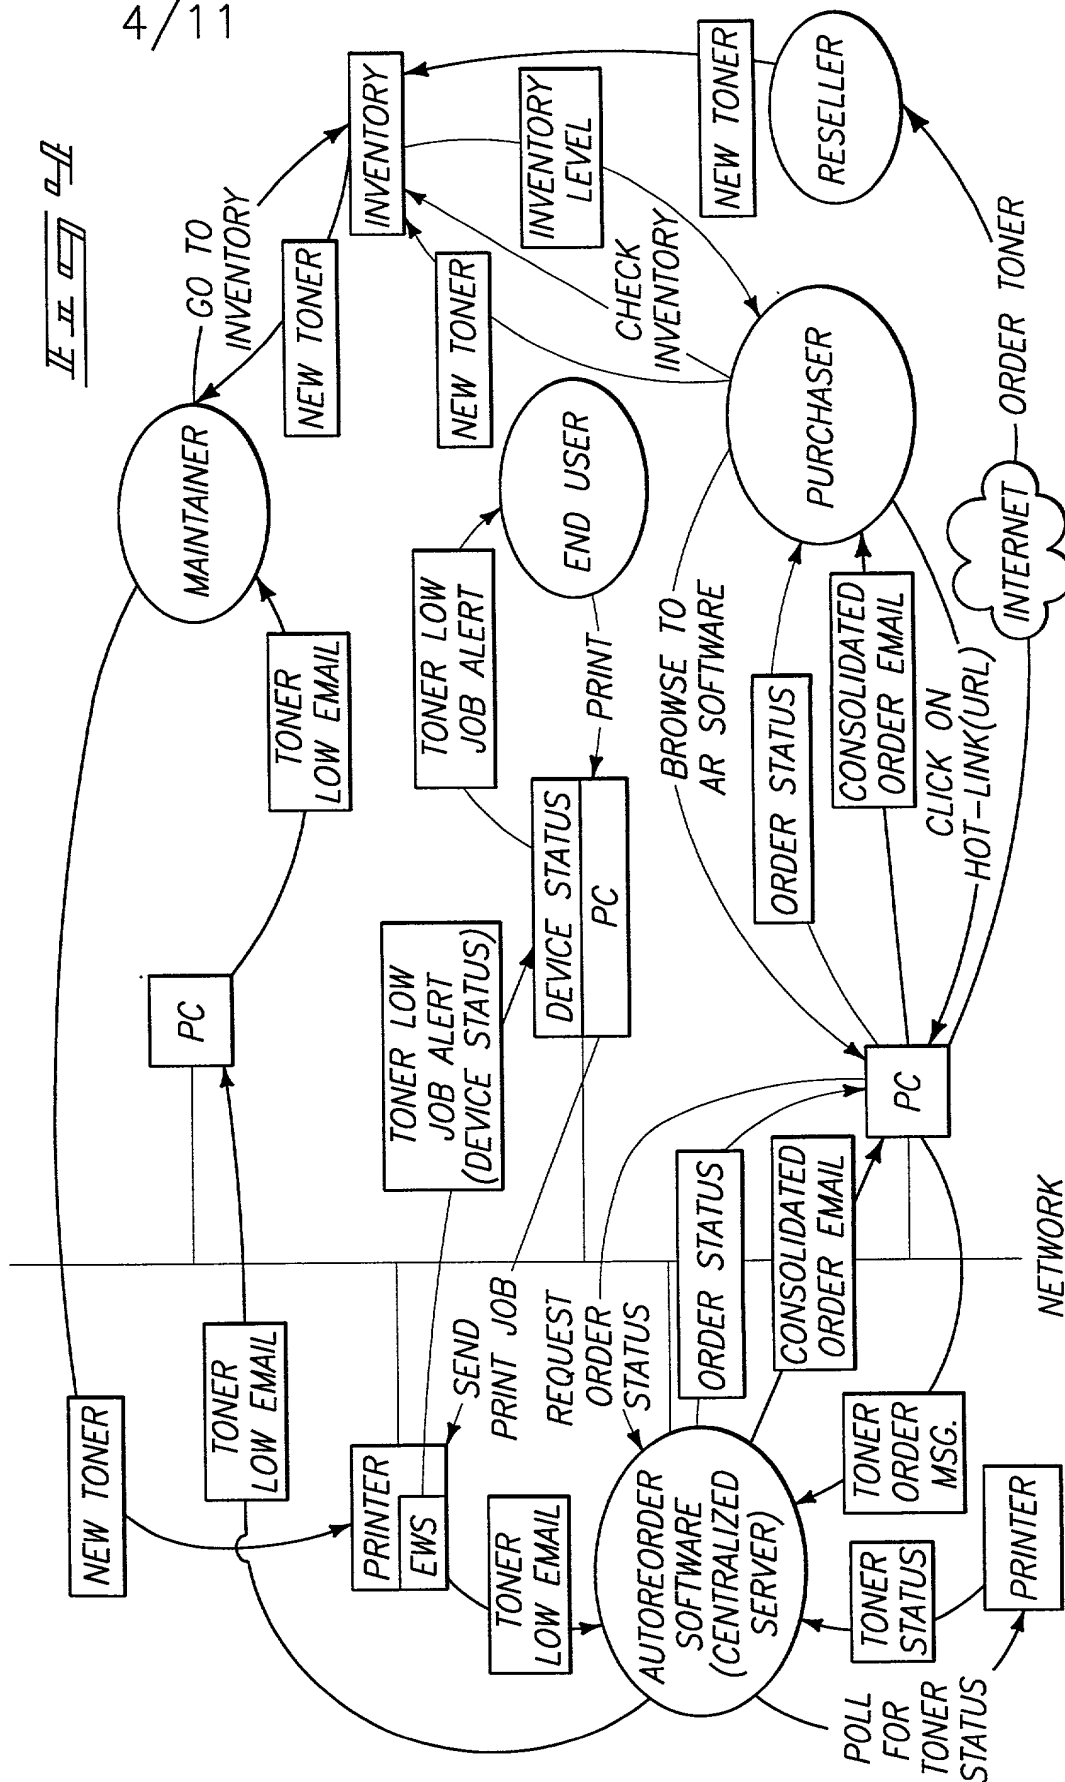 4/11
FIG 4
NEW TONER
TONER
LOW EMAIL
PC
TONER
LOW EMAIL
MAINTAINER
GO TO
INVENTORY
NEW TONER
INVENTORY
PRINTER
EWS
TONER
LOW EMAIL
SEND
PRINT JOB
TONER LOW
JOB ALERT
(DEVICE STATUS)
DEVICE STATUS
PC
TONER LOW
JOB ALERT
PRINT
END USER
NEW TONER
CHECK
INVENTORY
INVENTORY
LEVEL
NEW TONER
RESELLER
REQUEST
ORDER
STATUS
AUTOREORDER
SOFTWARE
(CENTRALIZED
SERVER)
ORDER STATUS
CONSOLIDATED
ORDER EMAIL
PC
BROWSE TO
AR SOFTWARE
ORDER STATUS
CONSOLIDATED
ORDER EMAIL
PURCHASER
CLICK ON
HOT-LINK(URL)
INTERNET
ORDER TONER
TONER
ORDER
MSG.
TONER
STATUS
PRINTER
POLL
FOR
TONER
STATUS
NETWORK